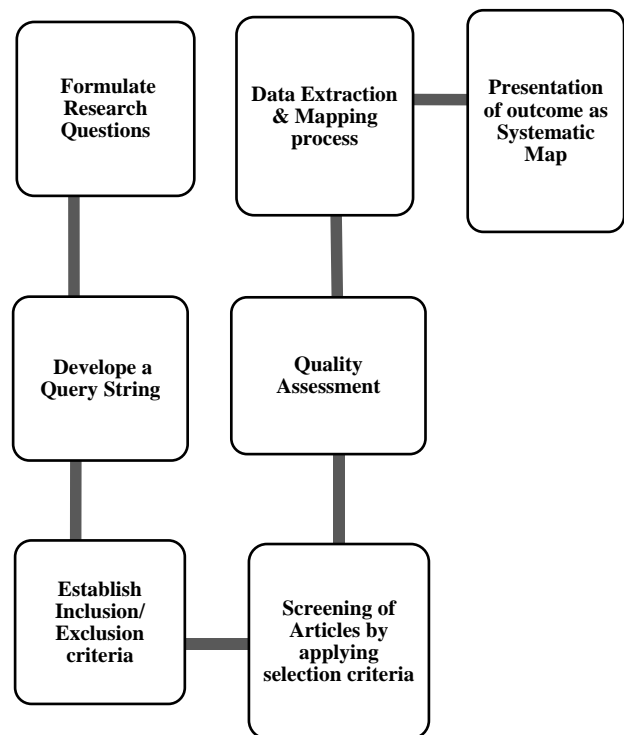 Formulate
Research
Questions
Develope a
Query String
Establish
Inclusion/
Exclusion
criteria
Screening of
Articles by
applying
selection criteria
Quality
Assessment
Data Extraction
& Mapping
process
Presentation
of outcome as
Systematic
Map